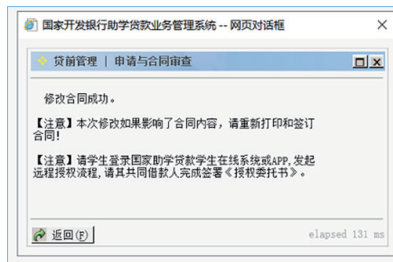 国家开发银行助学贷款业务管理系统 -- 网页对话框
贷前管理 | 申请与合同审查
修改合同成功。
【注意】本次修改如果影响了合同内容，请重新打印和签订
合同!
【注意】请学生登录国家助学贷款学生在线系统或APP,发起
远程授权流程,请其共同借款人完成签署《授权委托书》。
返回(F)
elapsed 131 ms